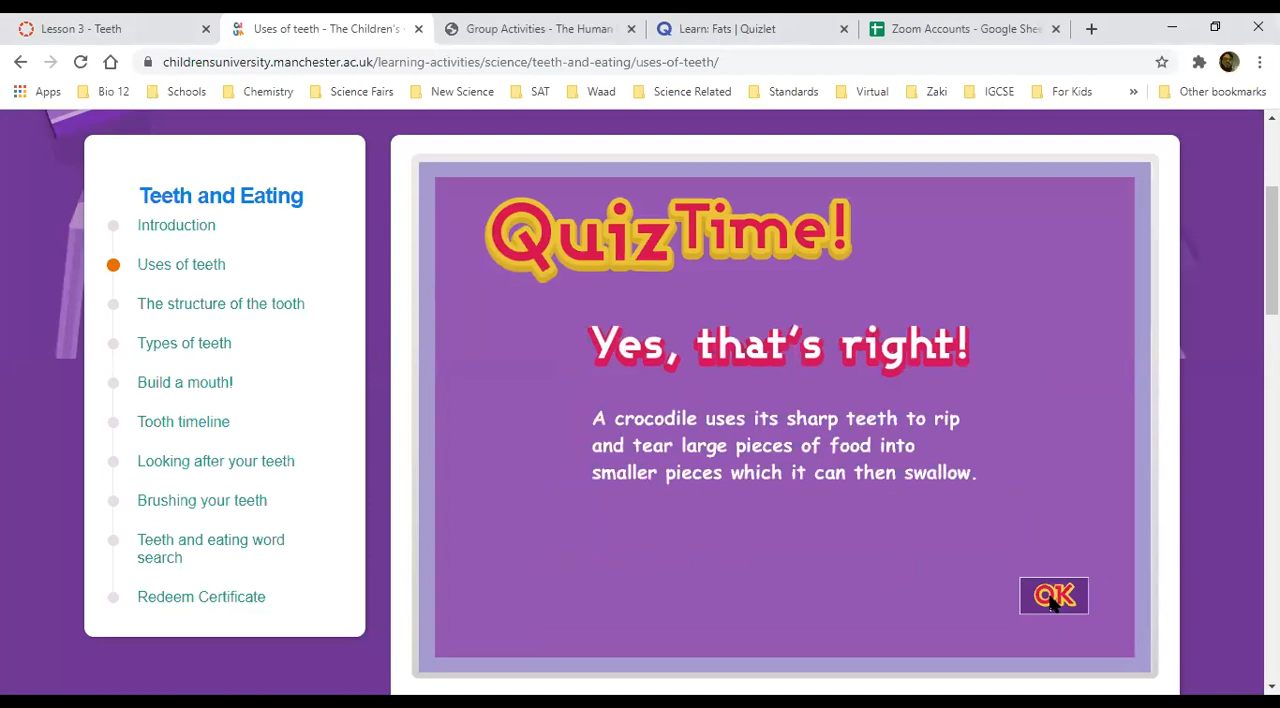 Lesson 3 - Teeth
Uses of teeth - The Children's
Group Activities - The Human
Learn: Fats | Quizlet
Zoom Accounts - Google Shee
childrensuniversity.manchester.ac.uk/learning-activities/science/teeth-and-eating/uses-of-teeth/
Apps
Bio 12
Schools
Chemistry
Science Fairs
New Science
SAT
Waad
Science Related
Standards
Virtual
Zaki
IGCSE
For Kids
»
Other bookmarks
Teeth and Eating
Introduction
Uses of teeth
The structure of the tooth
Types of teeth
Build a mouth!
Tooth timeline
Looking after your teeth
Brushing your teeth
Teeth and eating word
search
Redeem Certificate
Quiz Time!
Yes, that's right!
A crocodile uses its sharp teeth to rip
and tear large pieces of food into
smaller pieces which it can then swallow.
OK